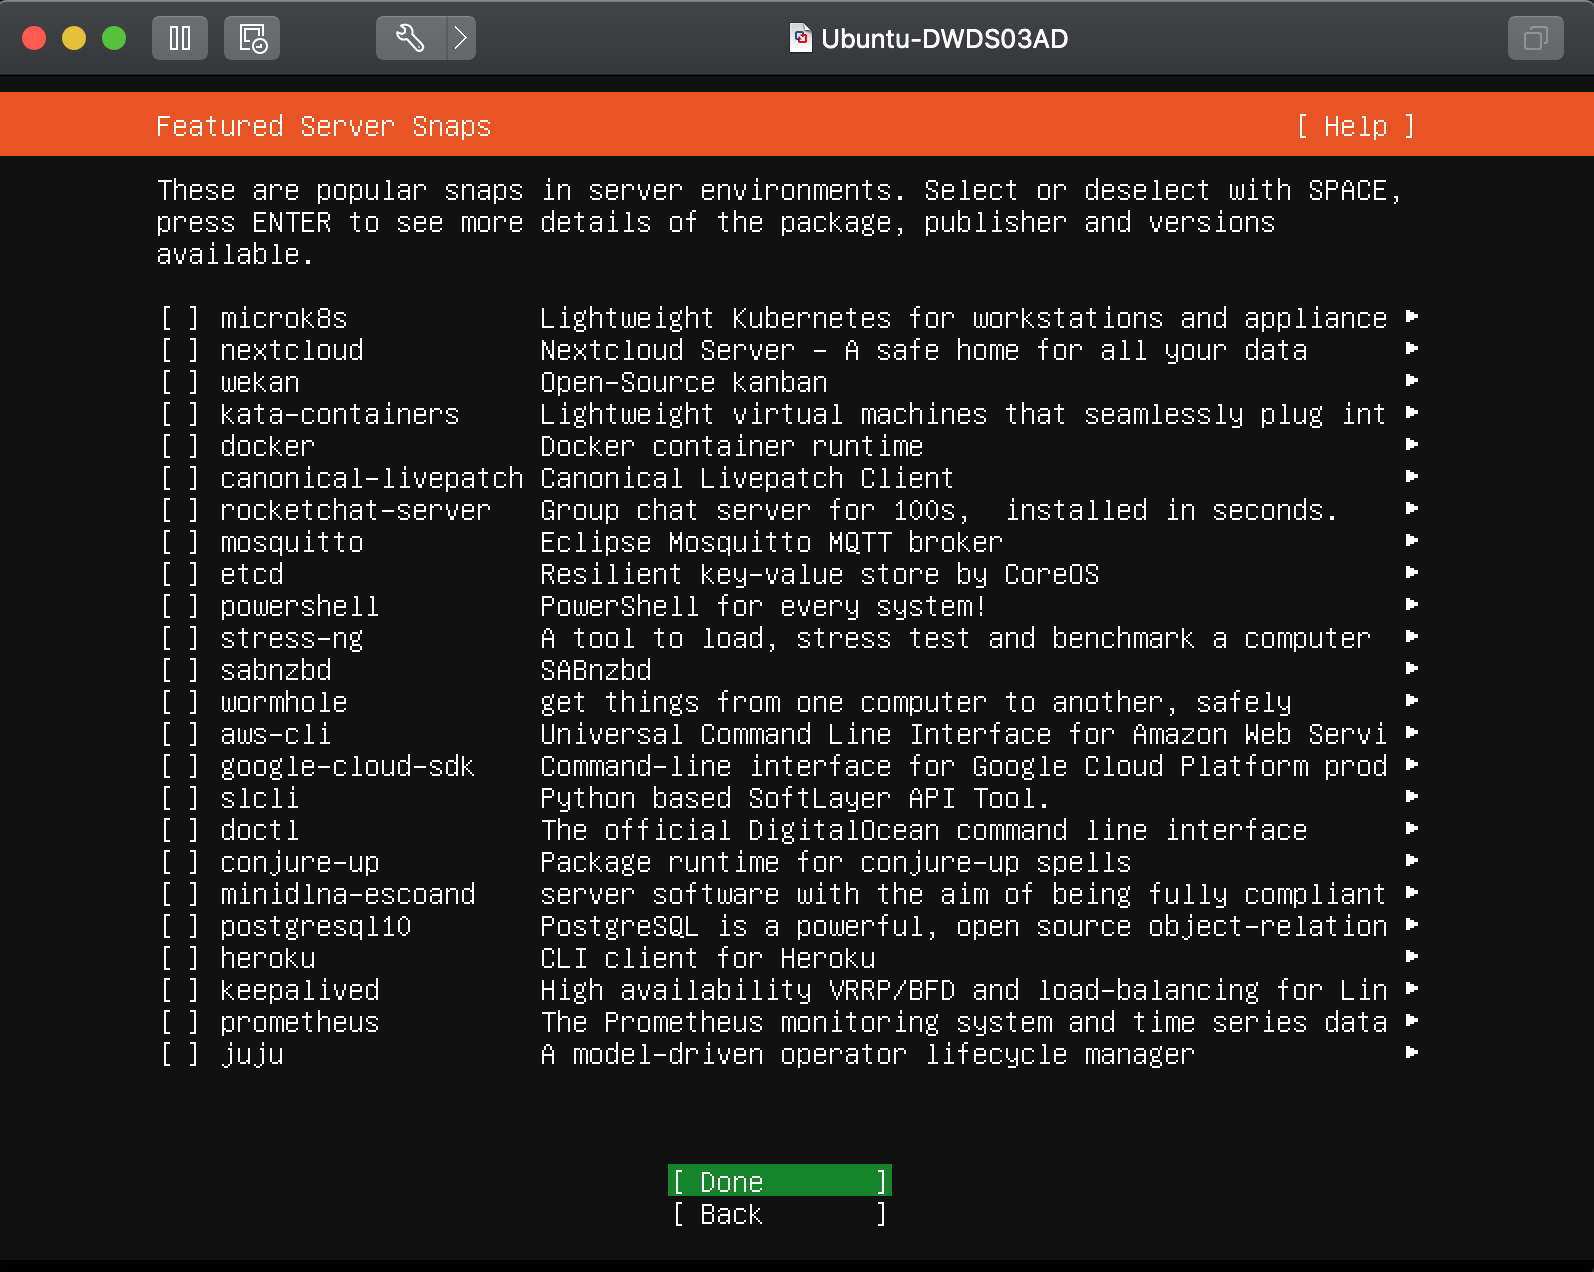 Ubuntu-DWDS03AD
Featured Server Snaps [ Help ]
These are popular snaps in server environments. Select or deselect with SPACE,
press ENTER to see more details of the package, publisher and versions
available.
[ ] microk8s Lightweight Kubernetes for workstations and appliance ►
[ ] nextcloud Nextcloud Server - A safe home for all your data ►
[ ] wekan Open-Source kanban ►
[ ] kata-containers Lightweight virtual machines that seamlessly plug int ►
[ ] docker Docker container runtime ►
[ ] canonical-livepatch Canonical Livepatch Client ►
[ ] rocketchat-server Group chat server for 100s,  installed in seconds. ►
[ ] mosquitto Eclipse Mosquitto MQTT broker ►
[ ] etcd Resilient key-value store by CoreOS ►
[ ] powershell PowerShell for every system! ►
[ ] stress-ng A tool to load, stress test and benchmark a computer ►
[ ] sabnzbd SABnzbd ►
[ ] wormhole get things from one computer to another, safely ►
[ ] aws-cli Universal Command Line Interface for Amazon Web Servi ►
[ ] google-cloud-sdk Command-line interface for Google Cloud Platform prod ►
[ ] slcli Python based SoftLayer API Tool. ►
[ ] doctl The official DigitalOcean command line interface ►
[ ] conjure-up Package runtime for conjure-up spells ►
[ ] minidlna-escoand server software with the aim of being fully compliant ►
[ ] postgresql10 PostgreSQL is a powerful, open source object-relation ►
[ ] heroku CLI client for Heroku ►
[ ] keepalived High availability VRRP/BFD and load-balancing for Lin ►
[ ] prometheus The Prometheus monitoring system and time series data ►
[ ] juju A model-driven operator lifecycle manager ►
[ Done ]
[ Back ]